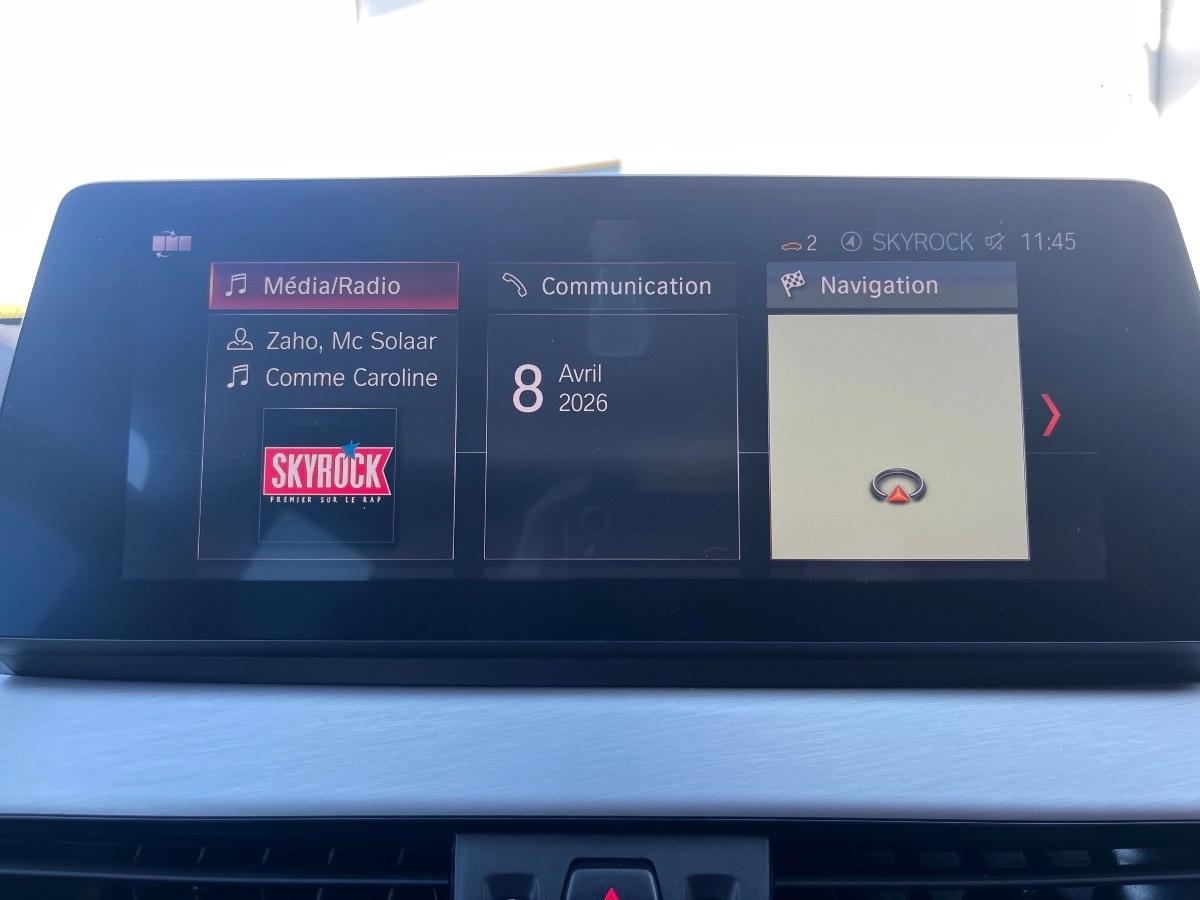 2 SKYROCK 11:45
Média/Radio
Zaho, Mc Solaar
Comme Caroline
SKYROCK
PREMIER SUR LE RAP
Communication
8 Avril
2026
Navigation